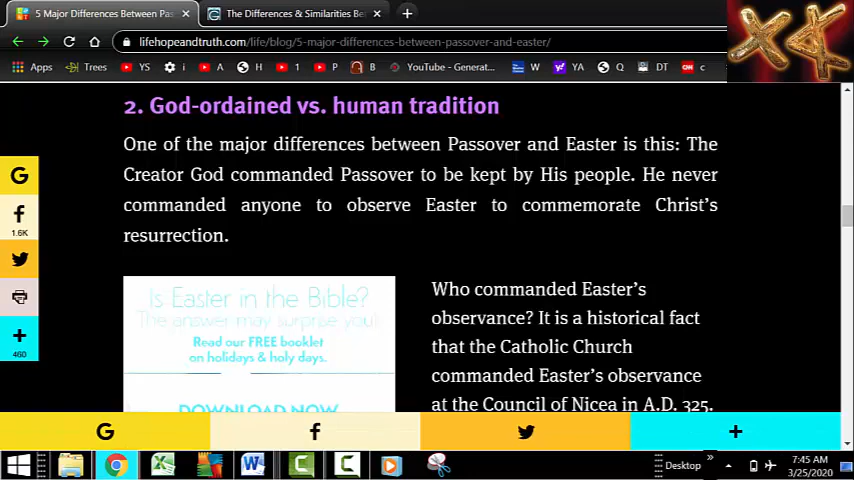 5 Major Differences Between Pas
The Differences & Similarities Be
lifehopeandtruth.com/life/blog/5-major-differences-between-passover-and-easter/
Apps Trees YS i A H 1 P B YouTube - Generat... W YA Q DT c
X4
2. God-ordained vs. human tradition
One of the major differences between Passover and Easter is this: The
Creator God commanded Passover to be kept by His people. He never
commanded anyone to observe Easter to commemorate Christ's
resurrection.
G
f
1.6K
460
Is Easter in the Bible?
The answer may surprise you!
Read our FREE booklet
on holidays & holy days.
DOWNLOAD NOW
Who commanded Easter's
observance? It is a historical fact
that the Catholic Church
commanded Easter's observance
at the Council of Nicea in A.D. 325.
G f +
Desktop
7:45 AM
3/25/2020